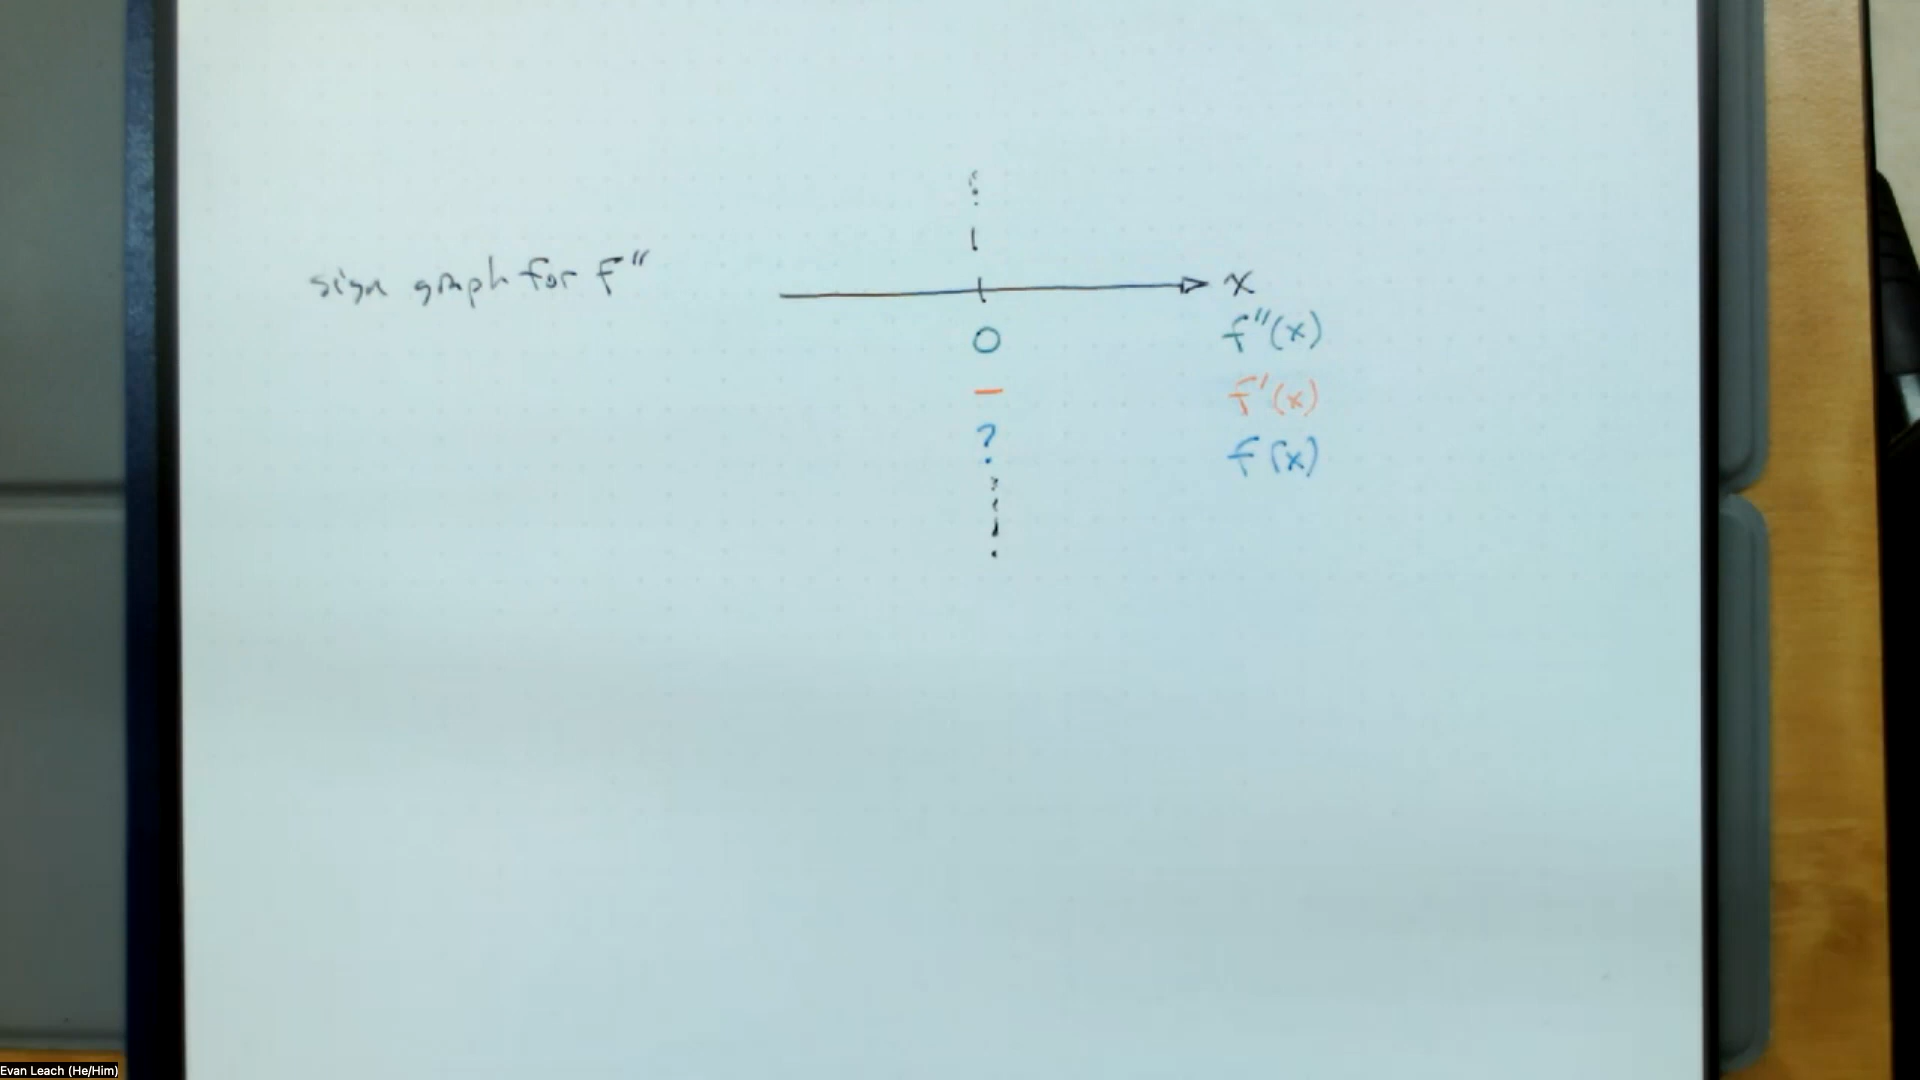 sign graph for f"
x
0 f"(x)
– f'(x)
? f(x)
Evan Leach (He/Him)